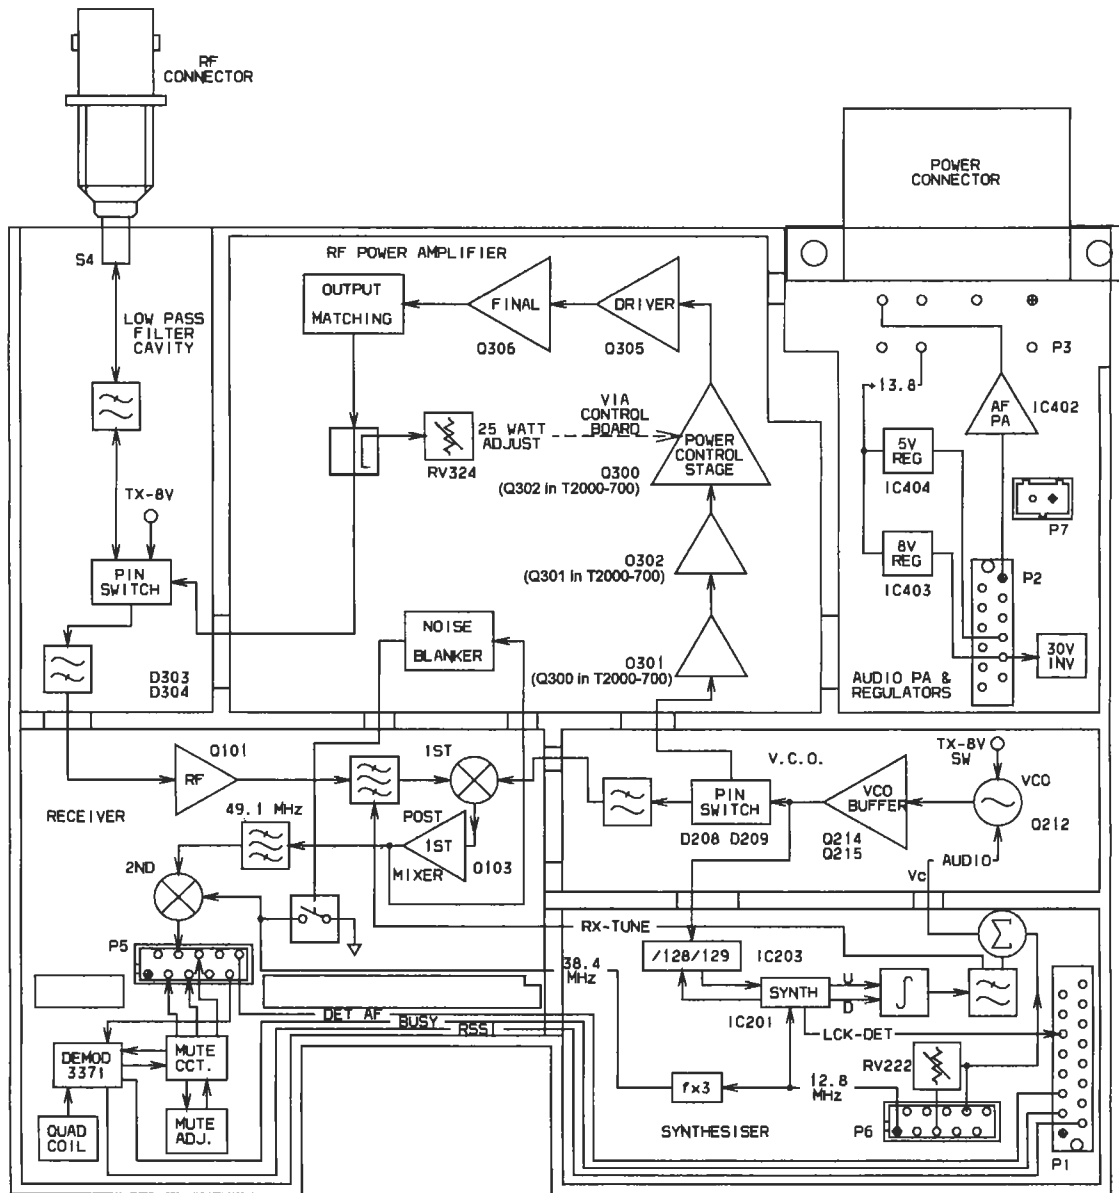 RF
CONNECTOR
POWER
CONNECTOR
S4
RF POWER AMPLIFIER
OUTPUT
MATCHING
FINAL
DRIVER
Q306
Q305
LOW PASS
FILTER
CAVITY
P3
13.8
AF
PA
IC402
VIA
CONTROL
BOARD
25 WATT
ADJUST
RV324
POWER
CONTROL
STAGE
Q300
(Q302 in T2000-700)
5V
REG
IC404
TX-8V
P7
8V
REG
IC403
P2
PIN
SWITCH
O302
(Q301 in T2000-700)
NOISE
BLANKER
30V
INV
D303
D304
O301
(Q300 in T2000-700)
AUDIO PA &
REGULATORS
RF
Q101
1ST
V.C.O.
TX-8V
SW
VCO
RECEIVER
49.1 MHz
POST
1ST
MIXER
Q103
PIN
SWITCH
D208 D209
VCO
BUFFER
Q214
Q215
Q212
2ND
AUDIO
Vc
P5
RX-TUNE
Σ
/128/129
IC203
38.4
MHz
SYNTH
U
D
IC201
DET AF
BUSY
RSSI
LCK-DET
DEMOD
3371
MUTE
CCT.
RV222
fx3
12.8
MHz
QUAD
COIL
MUTE
ADJ.
SYNTHESISER
P6
P1